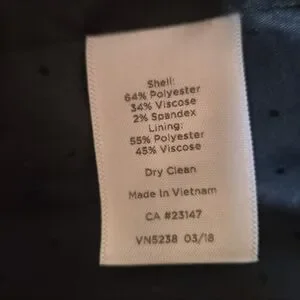 Shell:
64% Polyester
34% Viscose
2% Spandex
Lining:
55% Polyester
45% Viscose
Dry Clean
Made In Vietnam
CA #23147
VN5238 03/18